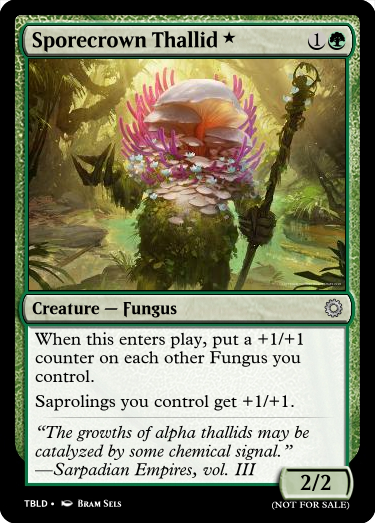 Sporecrown Thallid ★ 1
Creature — Fungus
When this enters play, put a +1/+1
counter on each other Fungus you
control.
Saprolings you control get +1/+1.
"The growths of alpha thallids may be
catalyzed by some chemical signal."
—Sarpadian Empires, vol. III
2/2
TBLD • Bram Sels
(NOT FOR SALE)